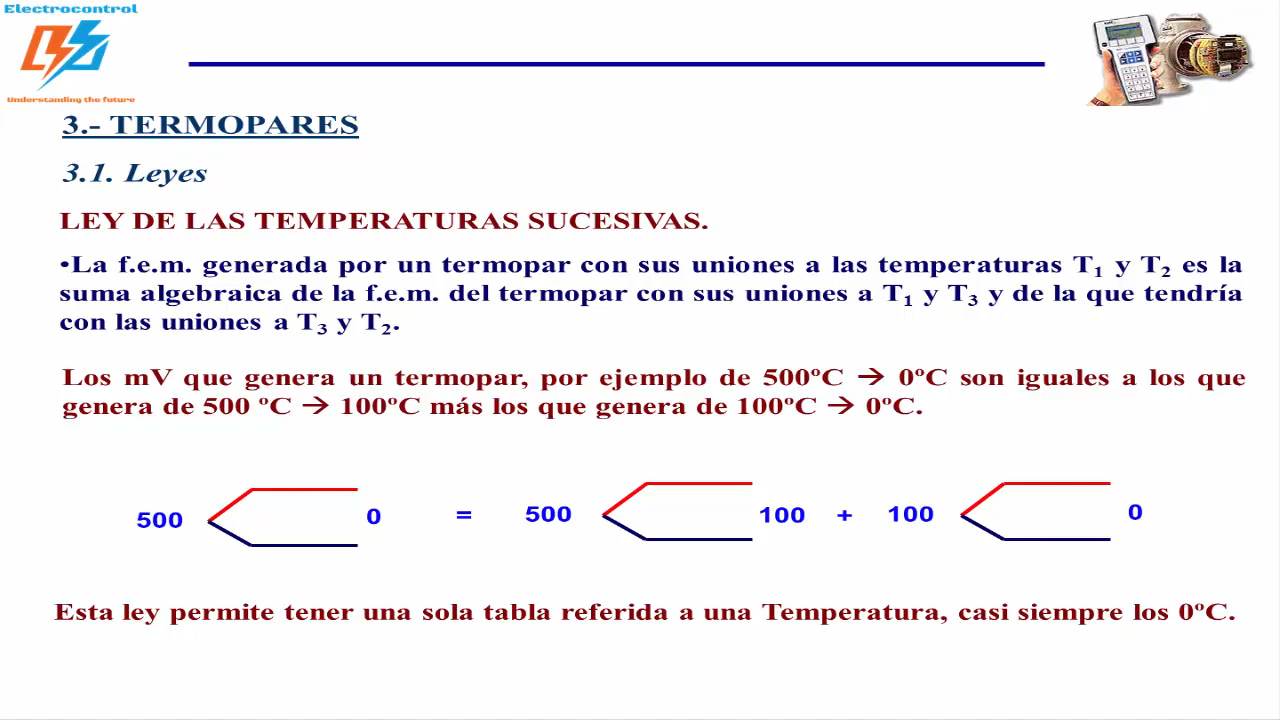 Electrocontrol
Understanding the future
3.- TERMOPARES
3.1. Leyes
LEY DE LAS TEMPERATURAS SUCESIVAS.
•La f.e.m. generada por un termopar con sus uniones a las temperaturas T₁ y T₂ es la
suma algebraica de la f.e.m. del termopar con sus uniones a T₁ y T₃ y de la que tendría
con las uniones a T₃ y T₂.
Los mV que genera un termopar, por ejemplo de 500ºC → 0ºC son iguales a los que
genera de 500 ºC → 100ºC más los que genera de 100ºC → 0ºC.
500 0 = 500 100 + 100 0
Esta ley permite tener una sola tabla referida a una Temperatura, casi siempre los 0ºC.